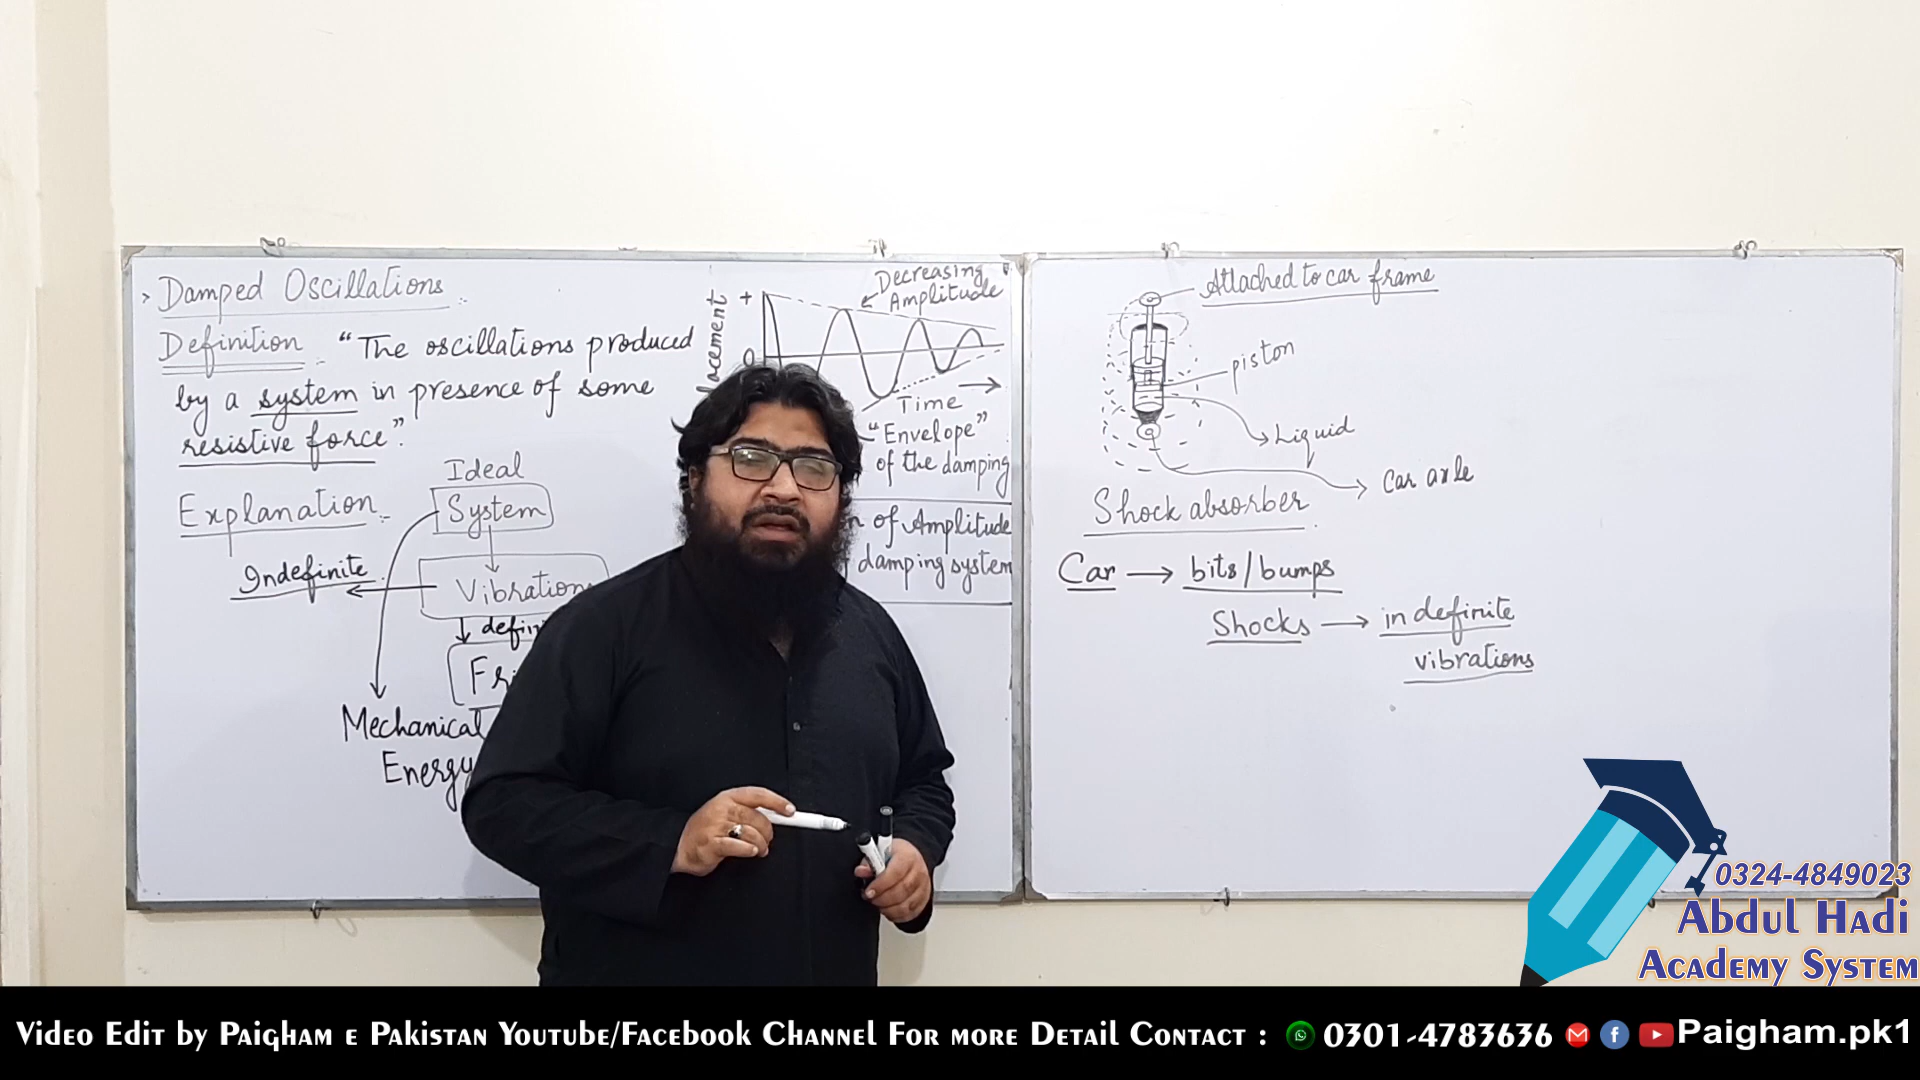 Damped Oscillations
Definition "The oscillations produced
by a system in presence of some
resistive force".
Explanation
Ideal
System
Indefinite
Vibration
Mechanical
Energy
Decreasing
Amplitude
+
0
Time
"Envelope"
of the damping
of Amplitude
damping system
Attached to car frame
piston
Liquid
Car axle
Shock absorber
Car → bits/bumps
Shocks → indefinite
vibrations
0324-4849023
Abdul Hadi
Academy System
Video Edit by Paigham e Pakistan Youtube/Facebook Channel For more Detail Contact : 0301-4783636 Paigham.pk1